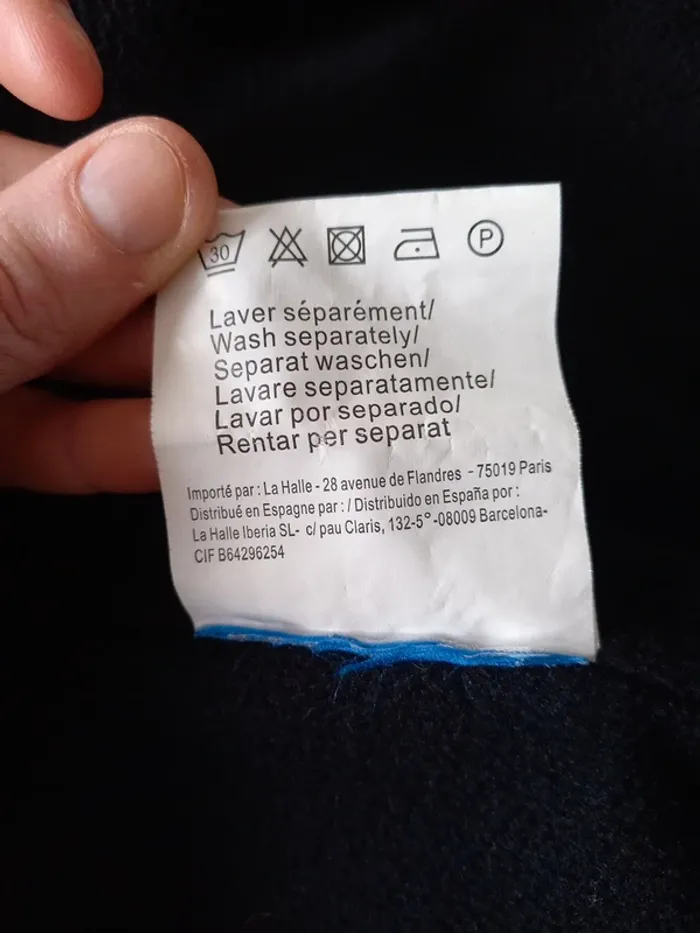 30
P
Laver séparément/
Wash separately/
Separat waschen/
Lavare separatamente/
Lavar por separado/
Rentar per separat
Importé par : La Halle - 28 avenue de Flandres - 75019 Paris
Distribué en Espagne par : / Distribuido en España por :
La Halle Iberia SL- c/ pau Claris, 132-5°-08009 Barcelona-
CIF B64296254